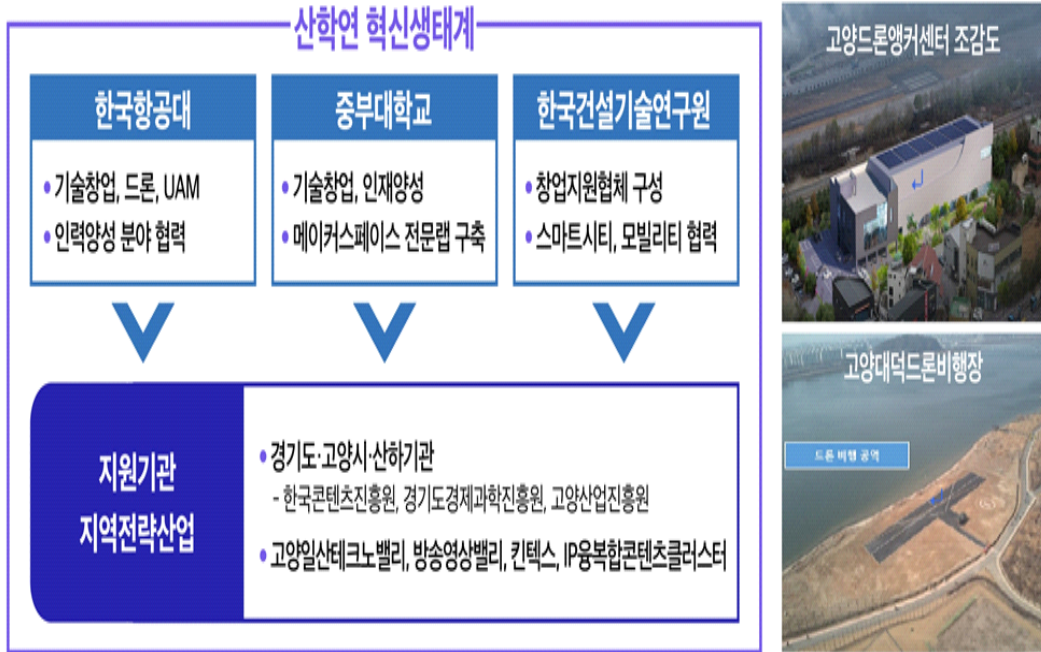 산학연 혁신생태계
한국항공대
• 기술창업, 드론, UAM
• 인력양성 분야 협력
중부대학교
• 기술창업, 인재양성
• 메이커스페이스 전문랩 구축
한국건설기술연구원
• 창업지원협체 구성
• 스마트시티, 모빌리티 협력
지원기관
지역전략산업
• 경기도·고양시·산하기관
- 한국콘텐츠진흥원, 경기도경제과학진흥원, 고양산업진흥원
• 고양일산테크노밸리, 방송영상밸리, 킨텍스, IP융복합콘텐츠클러스터
고양드론앵커센터 조감도
고양대덕드론비행장
드론 비행 공역